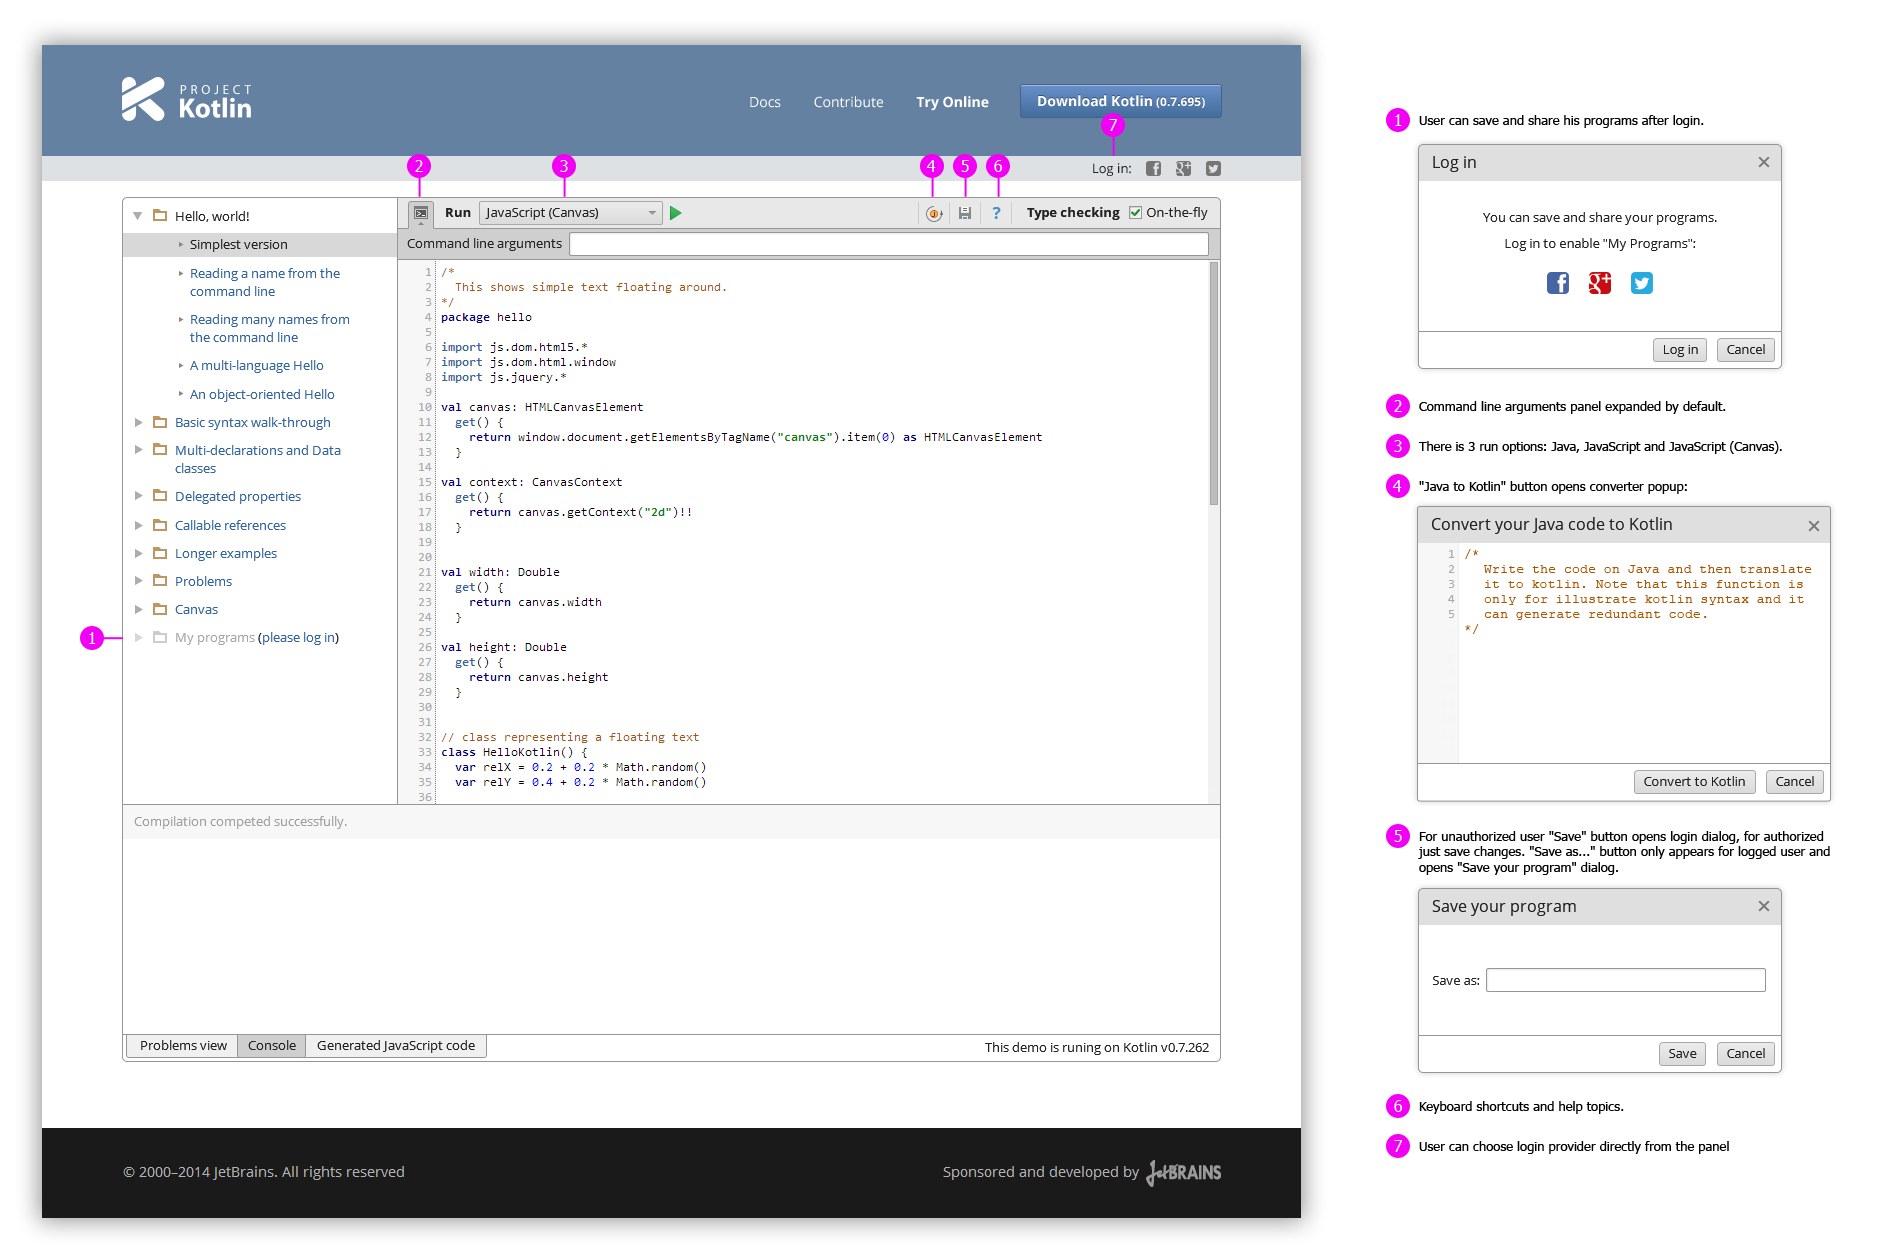 PROJECT
Kotlin
Docs
Contribute
Try Online
Download Kotlin (0.7.695)
7
Log in:
2
3
4
5
6
Run
JavaScript (Canvas)
?
Type checking
On-the-fly
Command line arguments
Hello, world!
Simplest version
Reading a name from the
command line
Reading many names from
the command line
A multi-language Hello
An object-oriented Hello
Basic syntax walk-through
Multi-declarations and Data
classes
Delegated properties
Callable references
Longer examples
Problems
Canvas
1
My programs (please log in)
1 /*
2   This shows simple text floating around.
3 */
4 package hello
5
6 import js.dom.html5.*
7 import js.dom.html.window
8 import js.jquery.*
9
10 val canvas: HTMLCanvasElement
11   get() {
12     return window.document.getElementsByTagName("canvas").item(0) as HTMLCanvasElement
13   }
14
15 val context: CanvasContext
16   get() {
17     return canvas.getContext("2d")!!
18   }
19
20
21 val width: Double
22   get() {
23     return canvas.width
24   }
25
26 val height: Double
27   get() {
28     return canvas.height
29   }
30
31
32 // class representing a floating text
33 class HelloKotlin() {
34   var relX = 0.2 + 0.2 * Math.random()
35   var relY = 0.4 + 0.2 * Math.random()
36
Compilation competed successfully.
Problems view
Console
Generated JavaScript code
This demo is runing on Kotlin v0.7.262
© 2000–2014 JetBrains. All rights reserved
Sponsored and developed by JetBRAINS
1 User can save and share his programs after login.
Log in
You can save and share your programs.
Log in to enable "My Programs":
Log in
Cancel
2 Command line arguments panel expanded by default.
3 There is 3 run options: Java, JavaScript and JavaScript (Canvas).
4 "Java to Kotlin" button opens converter popup:
Convert your Java code to Kotlin
1 /*
2 Write the code on Java and then translate
3 it to kotlin. Note that this function is
4 only for illustrate kotlin syntax and it
5 can generate redundant code.
*/
Convert to Kotlin
Cancel
5 For unauthorized user "Save" button opens login dialog, for authorized
just save changes. "Save as..." button only appears for logged user and
opens "Save your program" dialog.
Save your program
Save as:
Save
Cancel
6 Keyboard shortcuts and help topics.
7 User can choose login provider directly from the panel